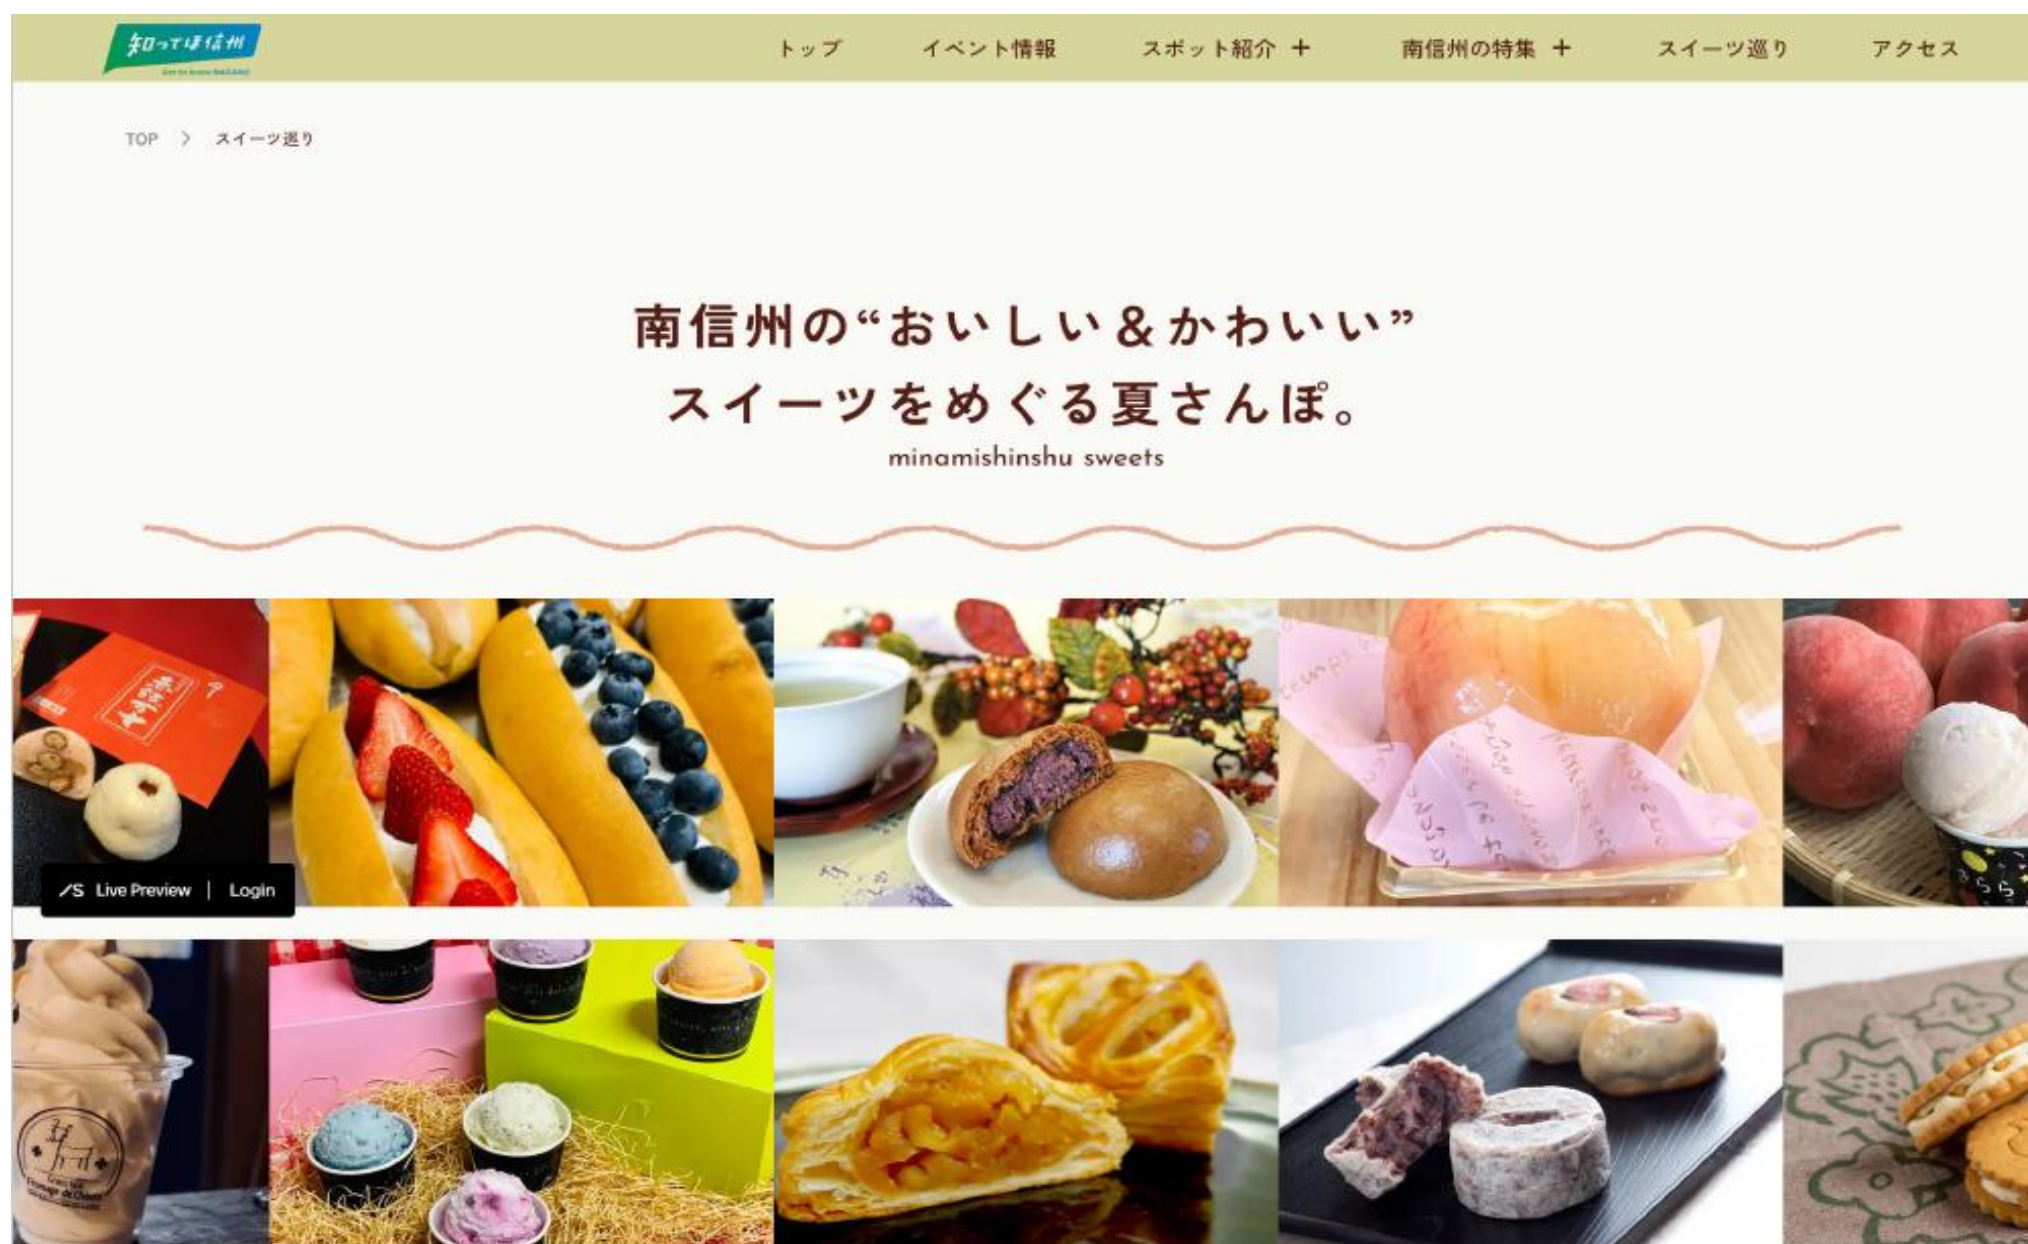 知ってほ信州
トップ
イベント情報
スポット紹介 +
南信州の特集 +
スイーツ巡り
アクセス
TOP > スイーツ巡り
南信州の“おいしい＆かわいい”
スイーツをめぐる夏さんぽ。
minamishinshu sweets
/S Live Preview | Login
きらら